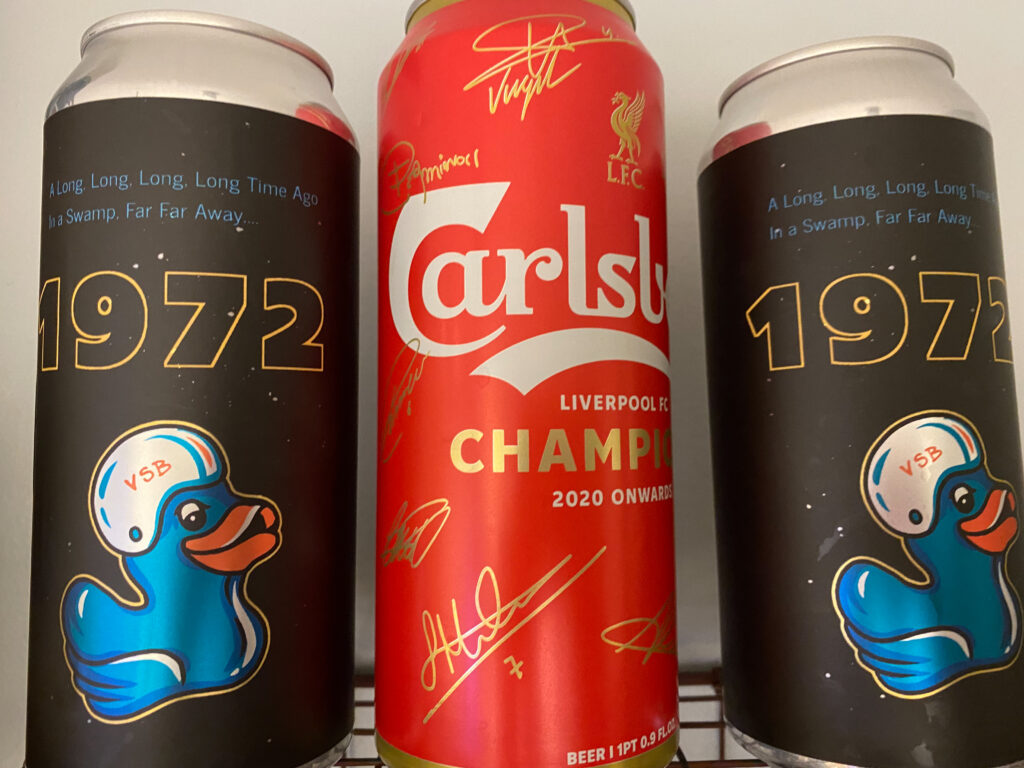 A Long, Long, Long, Long Time Ago
In a Swamp, Far Far Away....
1972
VSB
L.F.C.
Carlsb
LIVERPOOL FC
CHAMPIO
2020 ONWARDS
7
BEER | 1PT 0.9 FL.OZ.
A Long, Long, Long, Long Time
In a Swamp, Far Far Away....
1972
VSB